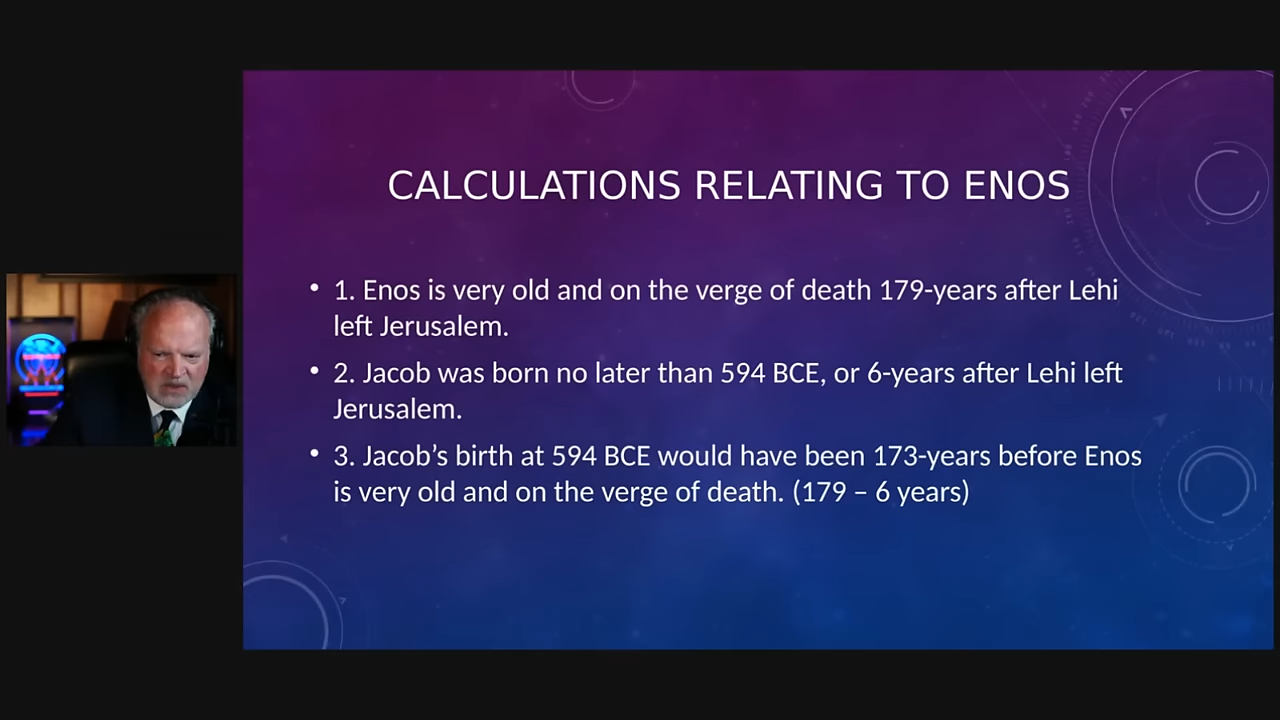 CALCULATIONS RELATING TO ENOS
• 1. Enos is very old and on the verge of death 179-years after Lehi
left Jerusalem.
• 2. Jacob was born no later than 594 BCE, or 6-years after Lehi left
Jerusalem.
• 3. Jacob’s birth at 594 BCE would have been 173-years before Enos
is very old and on the verge of death. (179 – 6 years)